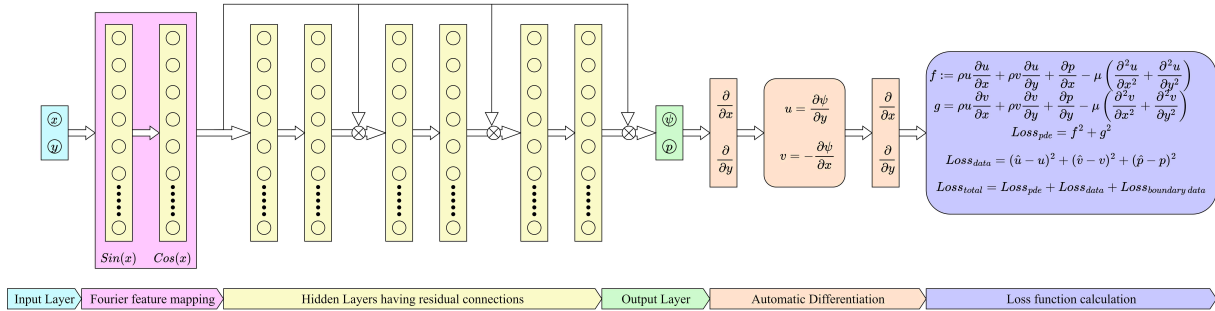 x
y
Sin(x)
Cos(x)
ψ
p
∂/∂x
∂/∂y
u = ∂ψ/∂y
v = −∂ψ/∂x
∂/∂x
∂/∂y
f := ρu ∂u/∂x + ρv ∂u/∂y + ∂p/∂x − μ (∂²u/∂x² + ∂²u/∂y²)
g = ρu ∂v/∂x + ρv ∂v/∂y + ∂p/∂y − μ (∂²v/∂x² + ∂²v/∂y²)
Loss_pde = f² + g²
Loss_data = (û − u)² + (v̂ − v)² + (p̂ − p)²
Loss_total = Loss_pde + Loss_data + Loss_boundary data
Input Layer
Fourier feature mapping
Hidden Layers having residual connections
Output Layer
Automatic Differentiation
Loss function calculation